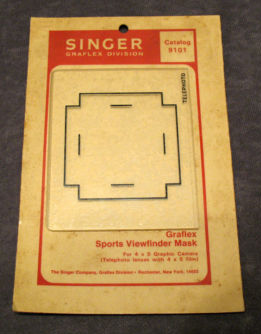 SINGER
GRAFLEX DIVISION
Catalog
9101
TELEPHOTO
Graflex
Sports Viewfinder Mask
For 4 x 5 Graphic Camera
(Telephoto lenses with 4 x 5 film)
The Singer Company, Graflex Division • Rochester, New York, 14603